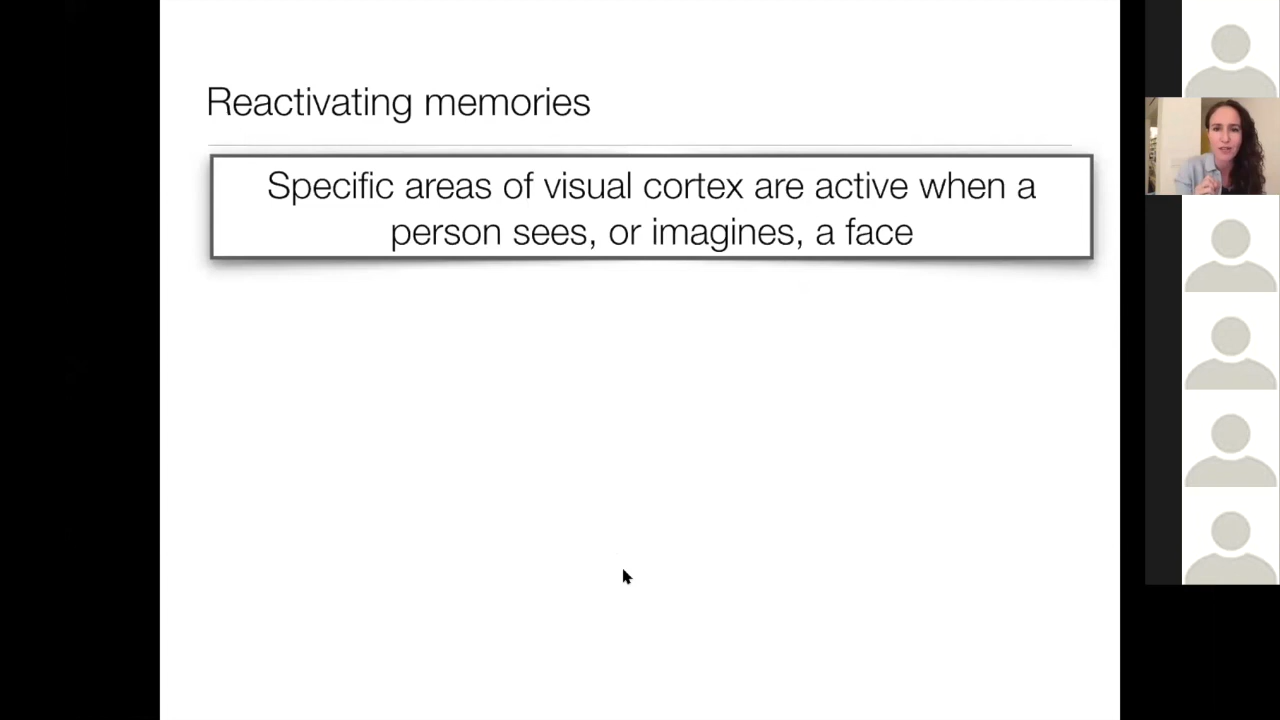 Reactivating memories
Specific areas of visual cortex are active when a
person sees, or imagines, a face